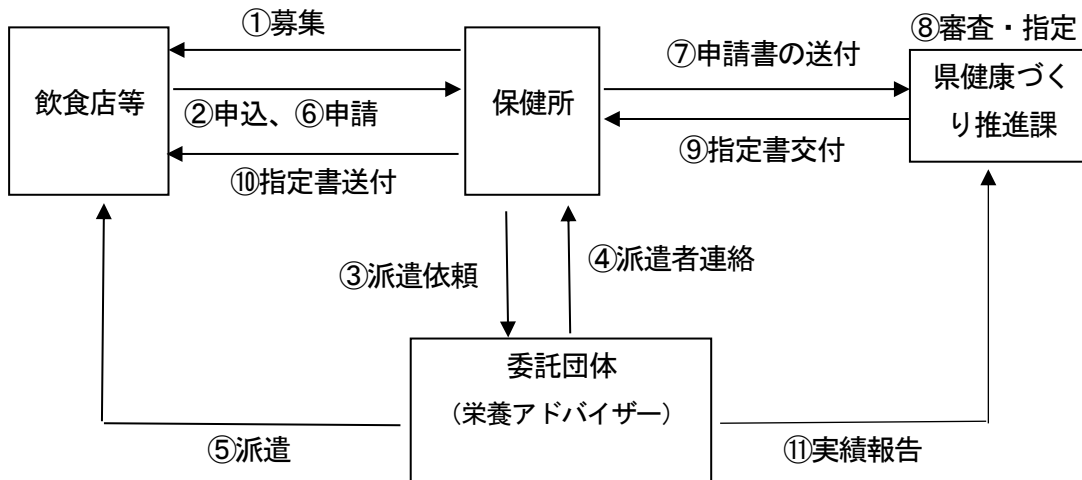 ①募集
⑧審査・指定
飲食店等
保健所
⑦申請書の送付
県健康づく
り推進課
②申込、⑥申請
⑨指定書交付
⑩指定書送付
③派遣依頼
④派遣者連絡
委託団体
（栄養アドバイザー）
⑤派遣
⑪実績報告